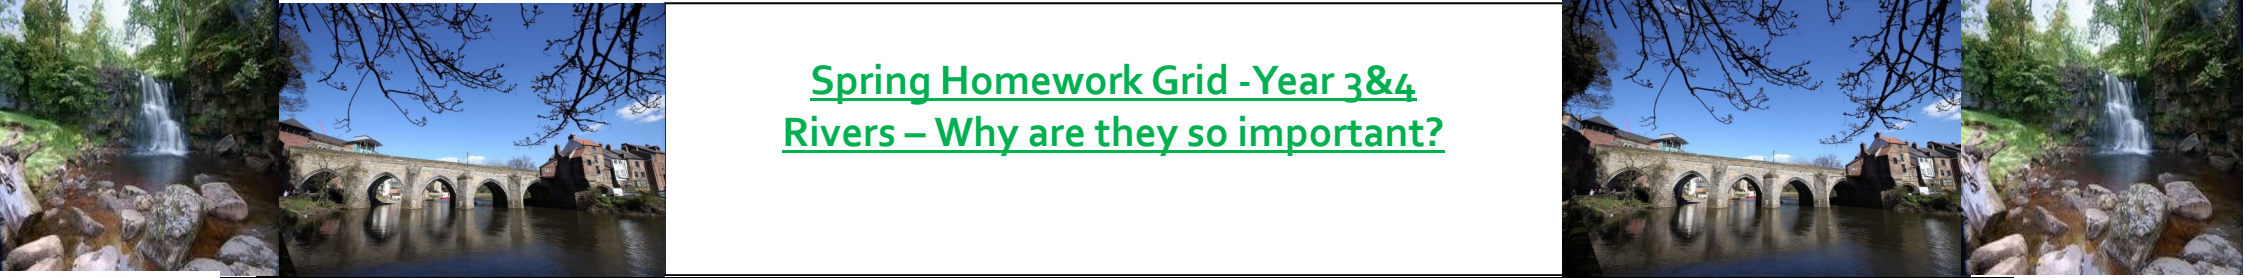 Spring Homework Grid -Year 3&4
Rivers – Why are they so important?